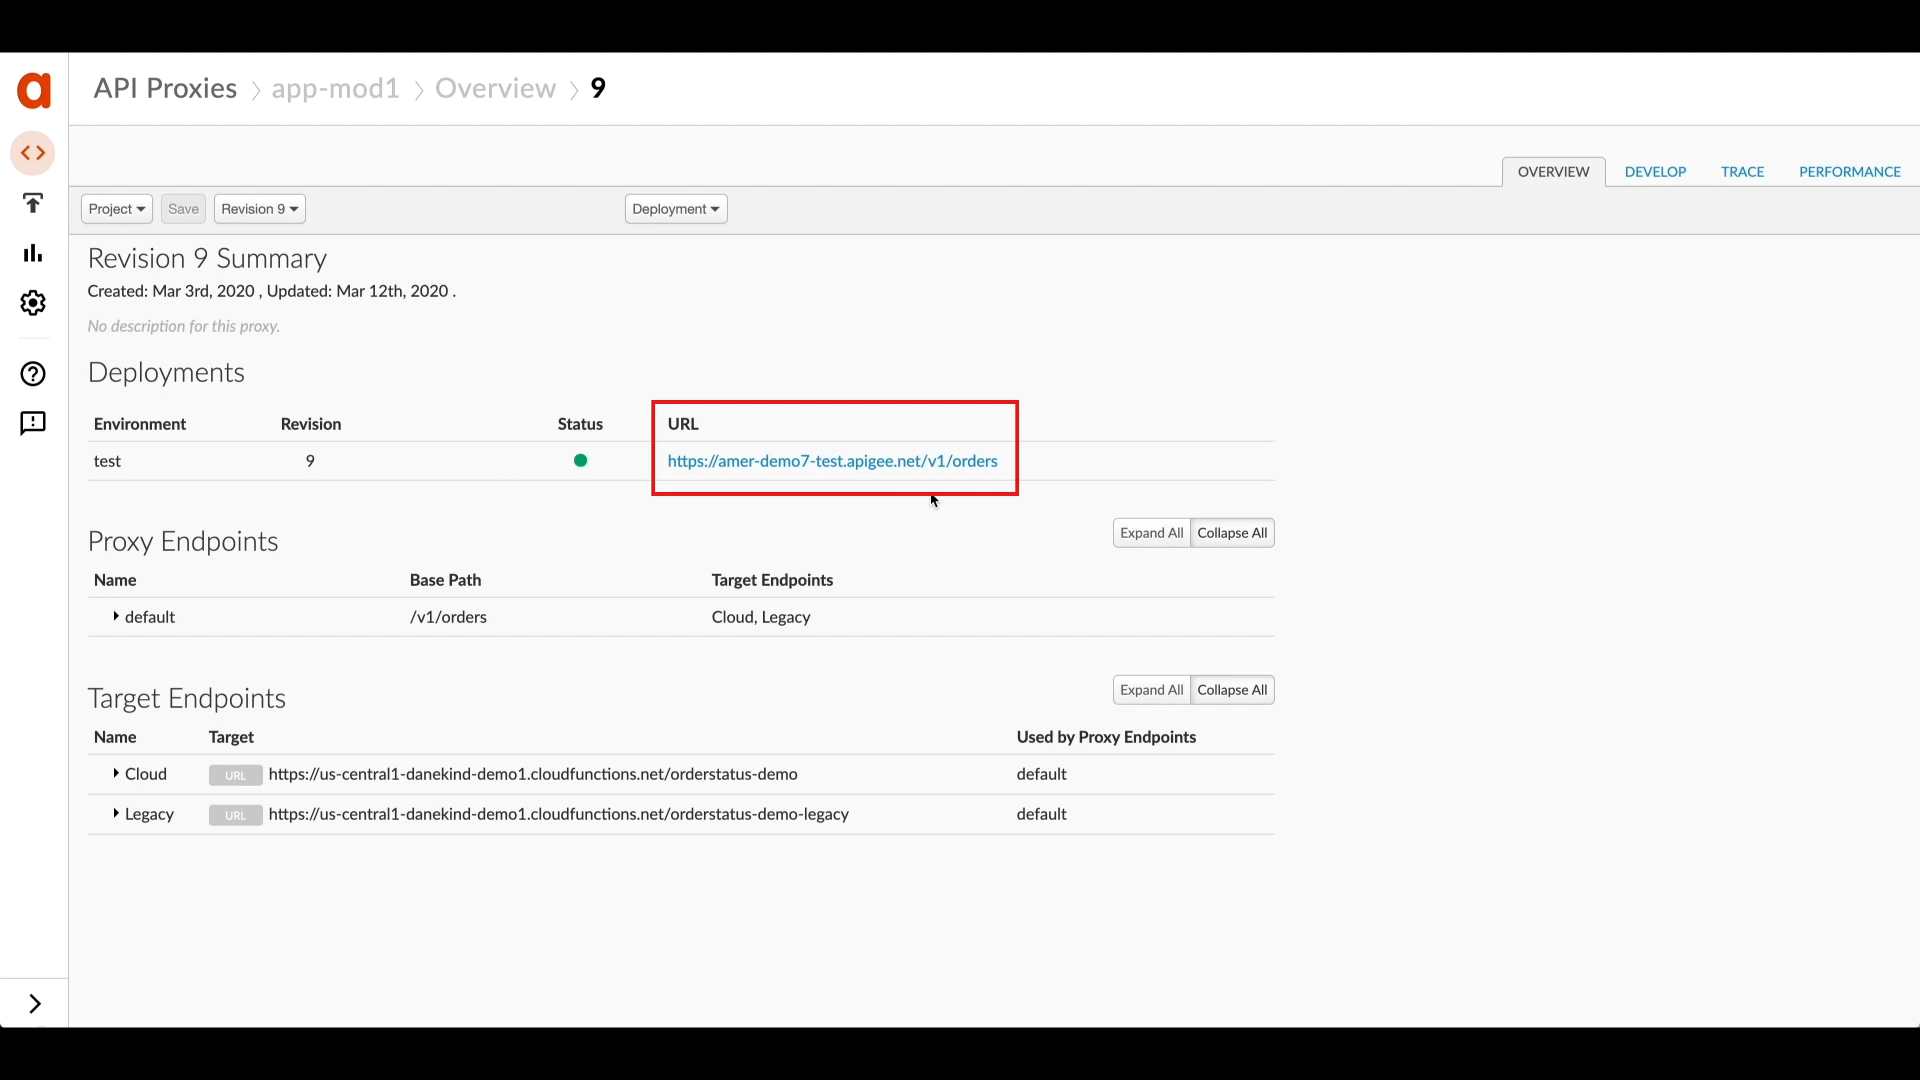 API Proxies > app-mod1 > Overview > 9
OVERVIEW DEVELOP TRACE PERFORMANCE
Project Save Revision 9 Deployment
Revision 9 Summary
Created: Mar 3rd, 2020 , Updated: Mar 12th, 2020 .
No description for this proxy.
Deployments
Environment Revision Status URL
test 9 https://amer-demo7-test.apigee.net/v1/orders
Proxy Endpoints Expand All Collapse All
Name Base Path Target Endpoints
default /v1/orders Cloud, Legacy
Target Endpoints Expand All Collapse All
Name Target Used by Proxy Endpoints
Cloud URL https://us-central1-danekind-demo1.cloudfunctions.net/orderstatus-demo default
Legacy URL https://us-central1-danekind-demo1.cloudfunctions.net/orderstatus-demo-legacy default